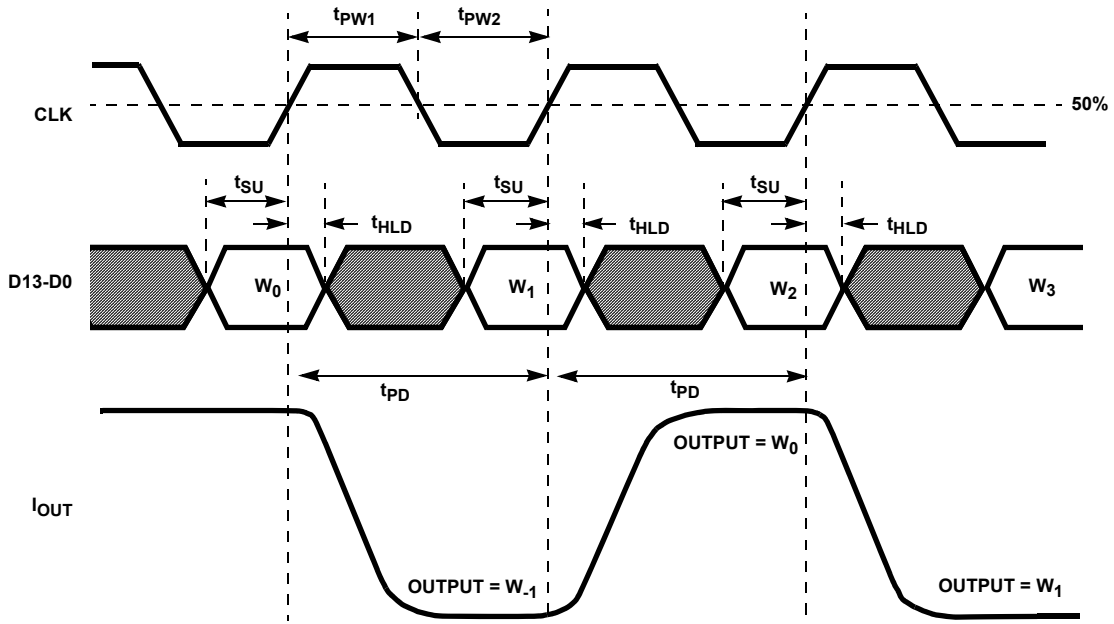 tPW1 tPW2
CLK
50%
tSU tSU tSU
tHLD tHLD tHLD
D13-D0
W0 W1 W2 W3
tPD tPD
OUTPUT = W0
IOUT
OUTPUT = W-1 OUTPUT = W1